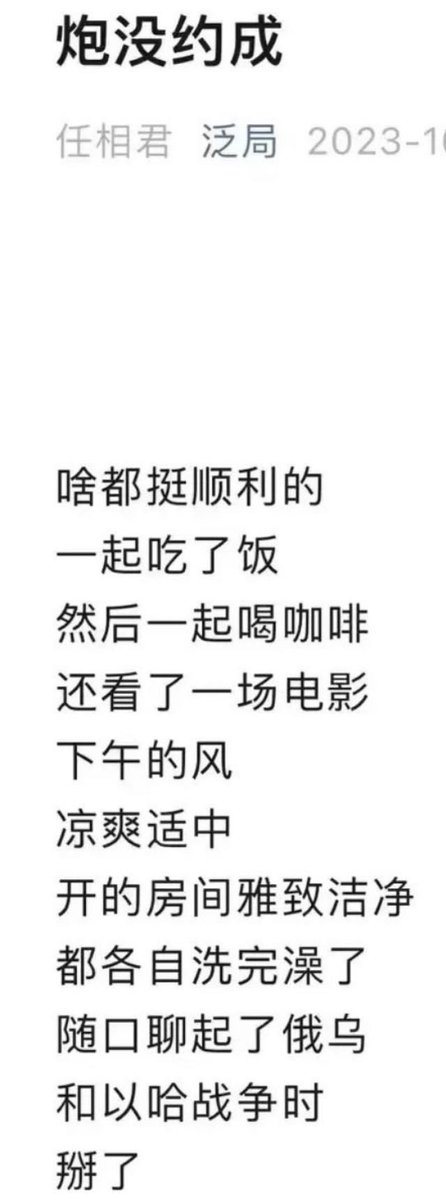 炮没约成
任相君 泛局 2023-1
啥都挺顺利的
一起吃了饭
然后一起喝咖啡
还看了一场电影
下午的风
凉爽适中
开的房间雅致洁净
都各自洗完澡了
随口聊起了俄乌
和以哈战争时
掰了